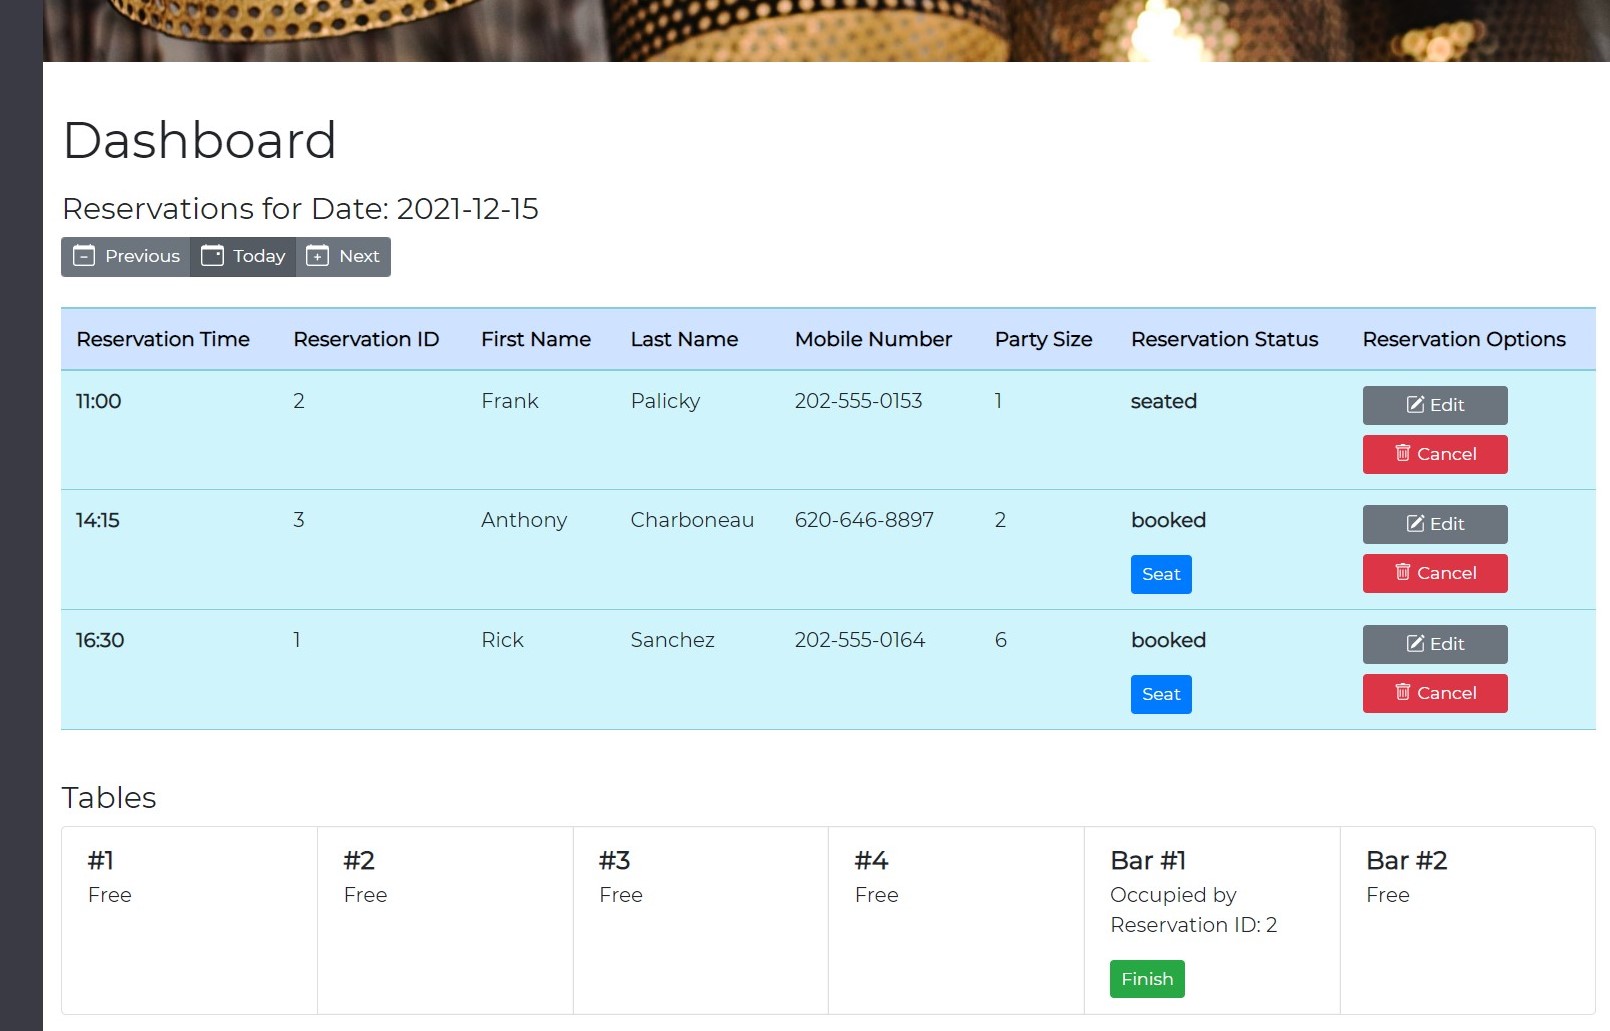 Dashboard
Reservations for Date: 2021-12-15
Previous Today Next
Reservation Time Reservation ID First Name Last Name Mobile Number Party Size Reservation Status Reservation Options
11:00 2 Frank Palicky 202-555-0153 1 seated Edit
Cancel
14:15 3 Anthony Charboneau 620-646-8897 2 booked Edit
Seat Cancel
16:30 1 Rick Sanchez 202-555-0164 6 booked Edit
Seat Cancel
Tables
#1 #2 #3 #4 Bar #1 Bar #2
Free Free Free Free Occupied by Free
Reservation ID: 2
Finish